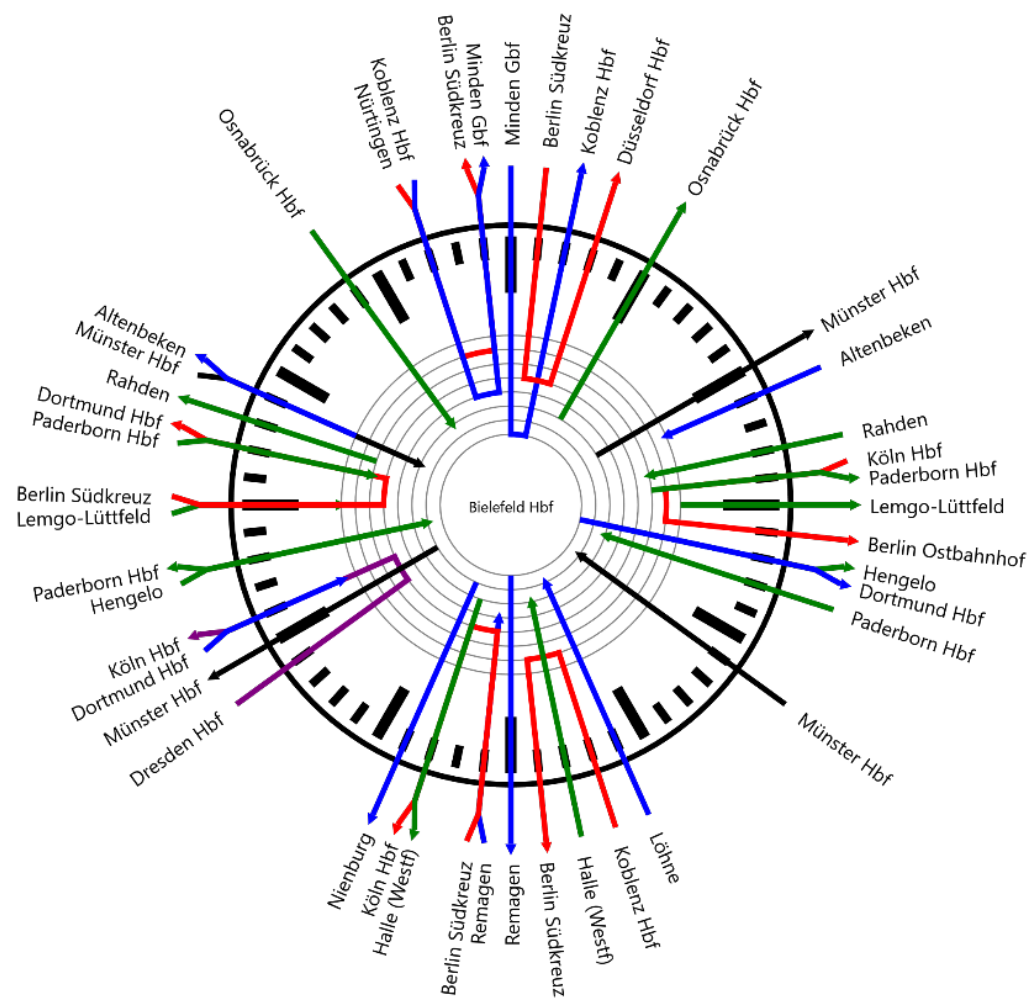 Minden Gbf
Berlin Südkreuz
Koblenz Hbf
Düsseldorf Hbf
Osnabrück Hbf
Münster Hbf
Altenbeken
Rahden
Köln Hbf
Paderborn Hbf
Lemgo-Lüttfeld
Berlin Ostbahnhof
Hengelo
Dortmund Hbf
Paderborn Hbf
Münster Hbf
Löhne
Koblenz Hbf
Halle (Westf)
Berlin Südkreuz
Remagen
Remagen
Berlin Südkreuz
Halle (Westf)
Köln Hbf
Nienburg
Dresden Hbf
Münster Hbf
Dortmund Hbf
Köln Hbf
Hengelo
Paderborn Hbf
Lemgo-Lüttfeld
Berlin Südkreuz
Paderborn Hbf
Dortmund Hbf
Rahden
Münster Hbf
Altenbeken
Osnabrück Hbf
Nürtingen
Koblenz Hbf
Berlin Südkreuz
Minden Gbf
Bielefeld Hbf